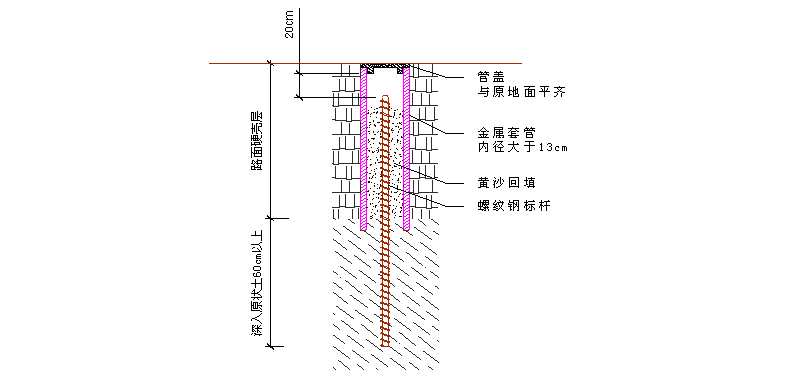 20cm
管盖
与原地面平齐
金属套管
内径大于13cm
黄沙回填
螺纹钢标杆
路面硬壳层
深入原状土60cm以上